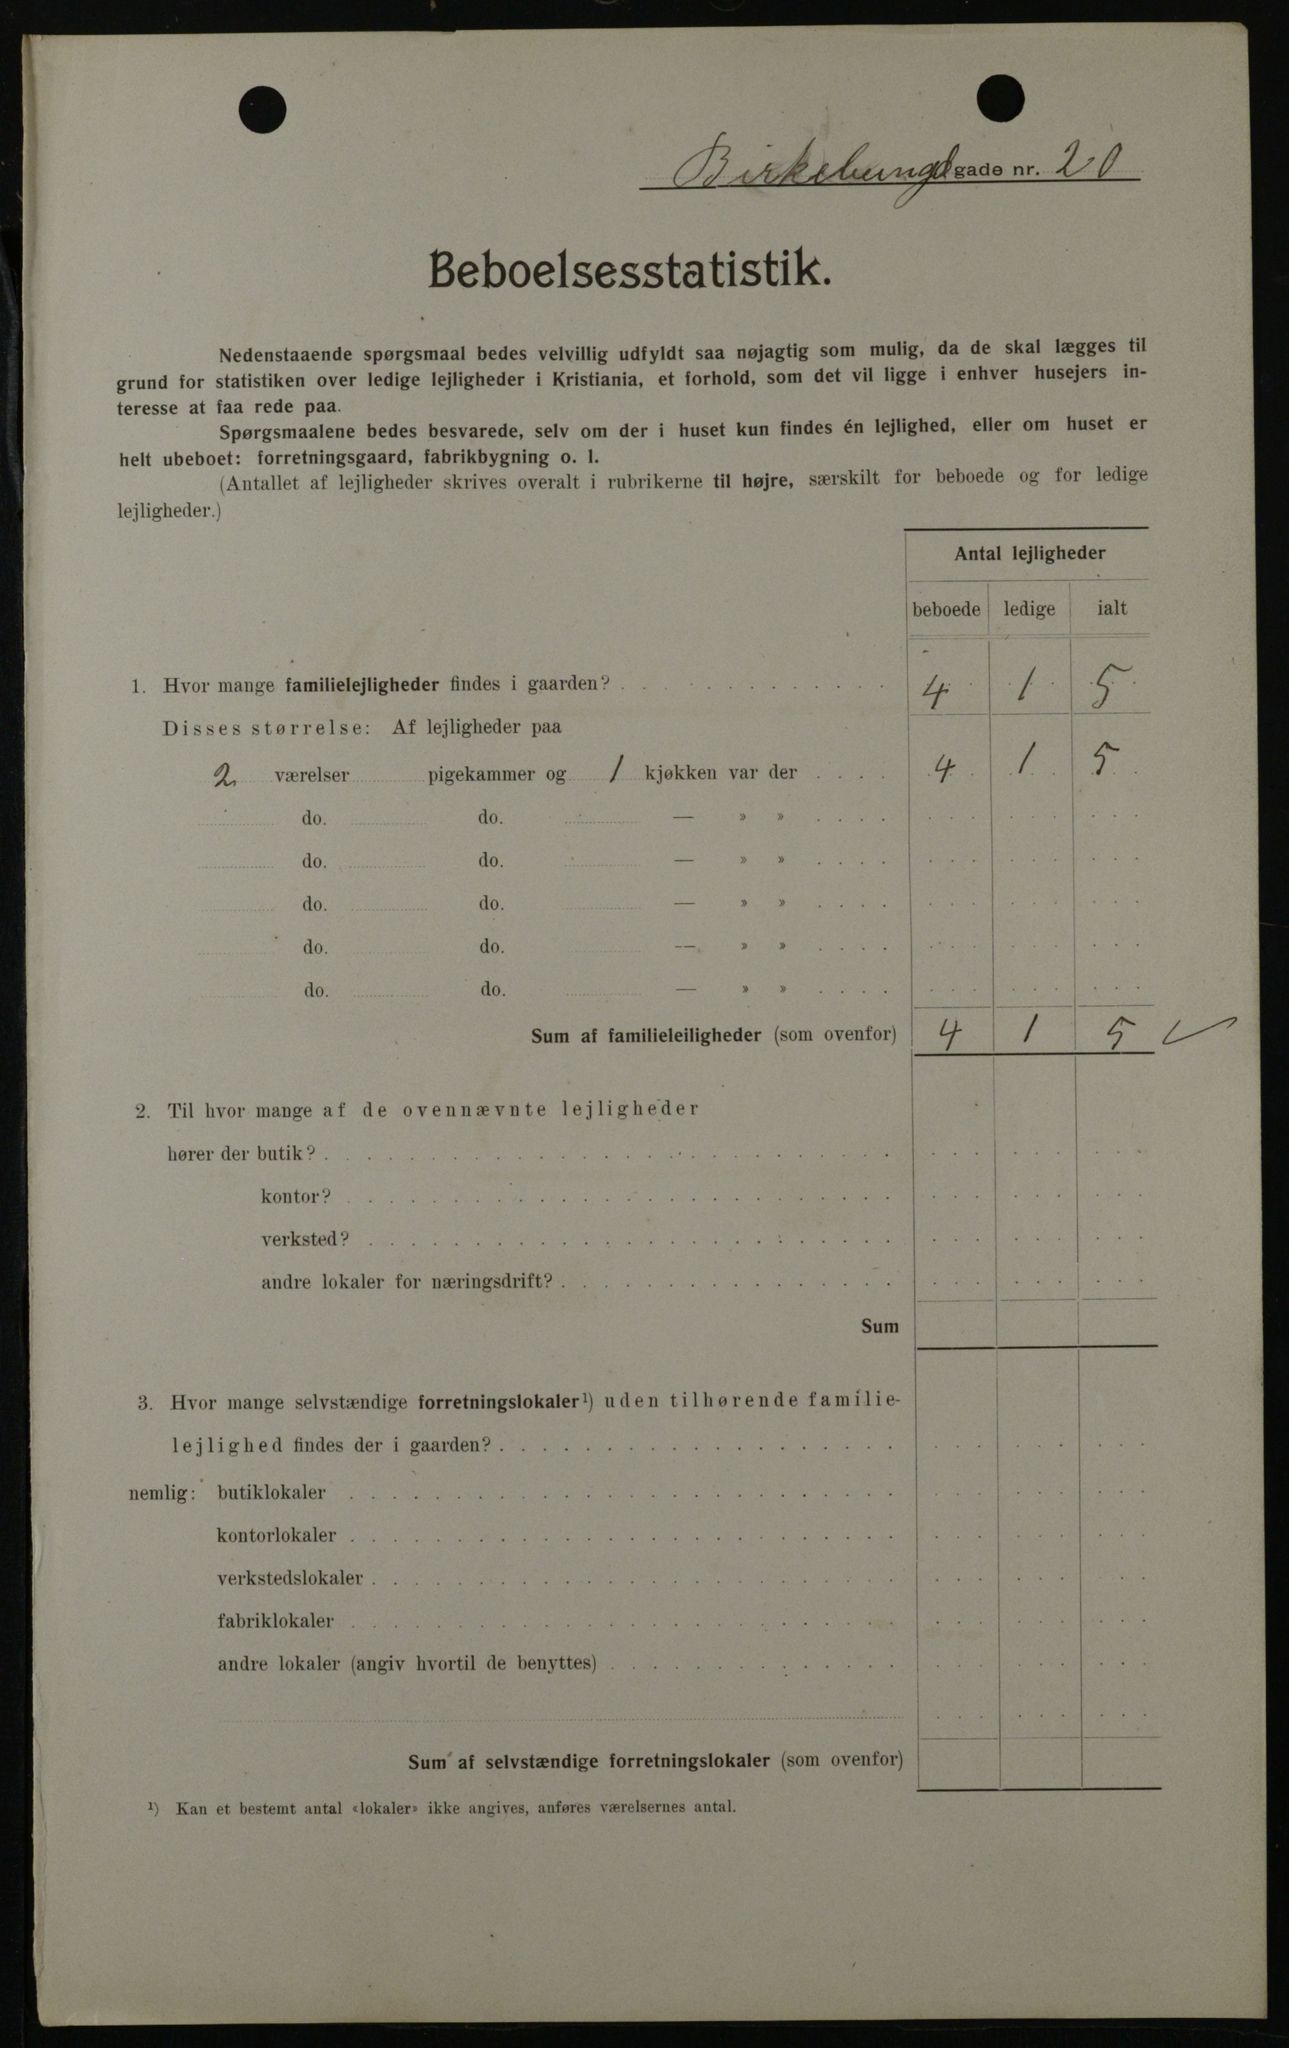 Birkelunds gade nr. 20
Beboelsesstatistik.
Nedenstaaende spørgsmaal bedes velvillig udfyldt saa nøjagtig som mulig, da de skal lægges til
grund for statistiken over ledige lejligheder i Kristiania, et forhold, som det vil ligge i enhver husejers in-
teresse at faa rede paa.
Spørgsmaalene bedes besvarede, selv om der i huset kun findes én lejlighed, eller om huset er
helt ubeboet: forretningsgaard, fabrikbygning o. l.
(Antallet af lejligheder skrives overalt i rubrikerne til højre, særskilt for beboede og for ledige
lejligheder.)
Antal lejligheder
beboede ledige ialt
1. Hvor mange familielejligheder findes i gaarden? 4 1 5
Disses størrelse: Af lejligheder paa
2 værelser pigekammer og 1 kjøkken var der 4 1 5
do. do. — » »
do. do. — » »
do. do. — » »
do. do. — » »
do. do. — » »
Sum af familieleiligheder (som ovenfor) 4 1 5 ✓
2. Til hvor mange af de ovennævnte lejligheder
hører der butik?
kontor?
verksted?
andre lokaler for næringsdrift?
Sum
3. Hvor mange selvstændige forretningslokaler¹) uden tilhørende familie-
lejlighed findes der i gaarden?
nemlig: butiklokaler
kontorlokaler
verkstedslokaler
fabriklokaler
andre lokaler (angiv hvortil de benyttes)
Sum af selvstændige forretningslokaler (som ovenfor)
¹) Kan et bestemt antal «lokaler» ikke angives, anføres værelsernes antal.